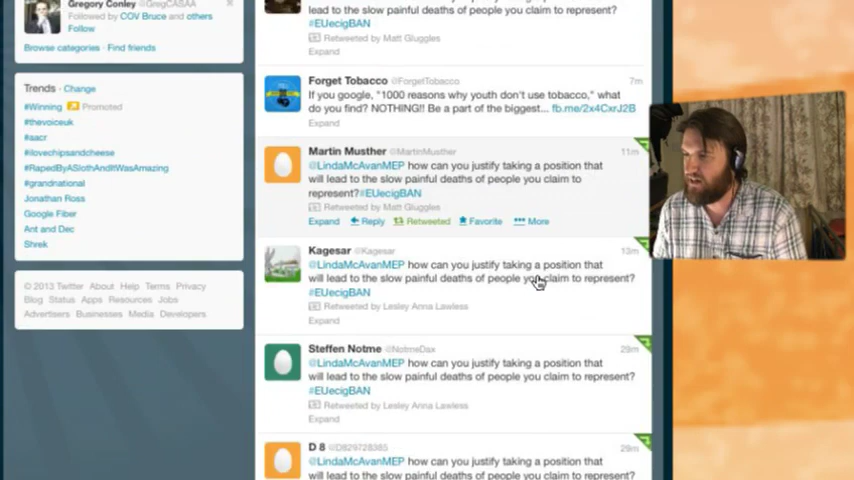 Gregory Conley @GregCASAA
Followed by COV Bruce and others
Follow
Browse categories · Find friends
Trends · Change
#Winning Promoted
#thevoiceuk
#aacr
#ilovechipsandcheese
#RapedByASlothAndItWasAmazing
#grandnational
Jonathan Ross
Google Fiber
Ant and Dec
Shrek
© 2013 Twitter About Help Terms Privacy
Blog Status Apps Resources Jobs
Advertisers Businesses Media Developers
lead to the slow painful deaths of people you claim to represent?
#EUecigBAN
Retweeted by Matt Gluggles
Expand
Forget Tobacco @ForgetTobacco 7m
If you google, "1000 reasons why youth don't use tobacco," what
do you find? NOTHING!! Be a part of the biggest... fb.me/2x4CxrJ2B
Expand
Martin Musther @MartinMusther 11m
@LindaMcAvanMEP how can you justify taking a position that
will lead to the slow painful deaths of people you claim to
represent?#EUecigBAN
Retweeted by Matt Gluggles
Expand Reply Retweeted Favorite More
Kagesar @Kagesar 13m
@LindaMcAvanMEP how can you justify taking a position that
will lead to the slow painful deaths of people you claim to represent?
#EUecigBAN
Retweeted by Lesley Anna Lawless
Expand
Steffen Notme @NotmeDax 29m
@LindaMcAvanMEP how can you justify taking a position that
will lead to the slow painful deaths of people you claim to represent?
#EUecigBAN
Retweeted by Lesley Anna Lawless
Expand
D 8 @D829728385 29m
@LindaMcAvanMEP how can you justify taking a position that
will lead to the slow painful deaths of people you claim to represent?